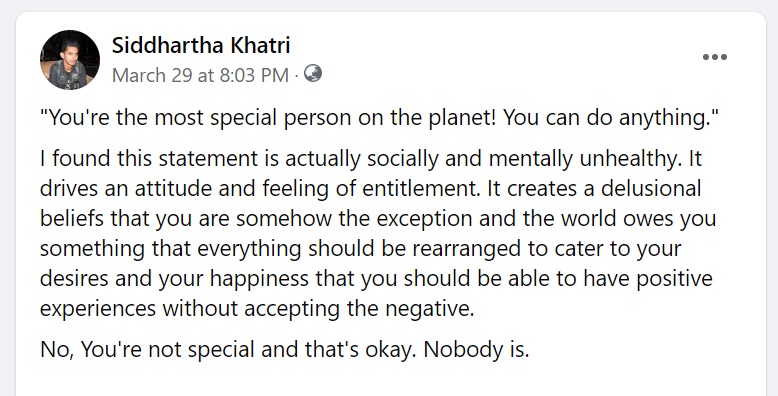 Siddhartha Khatri
March 29 at 8:03 PM ·
"You're the most special person on the planet! You can do anything."
I found this statement is actually socially and mentally unhealthy. It
drives an attitude and feeling of entitlement. It creates a delusional
beliefs that you are somehow the exception and the world owes you
something that everything should be rearranged to cater to your
desires and your happiness that you should be able to have positive
experiences without accepting the negative.
No, You're not special and that's okay. Nobody is.